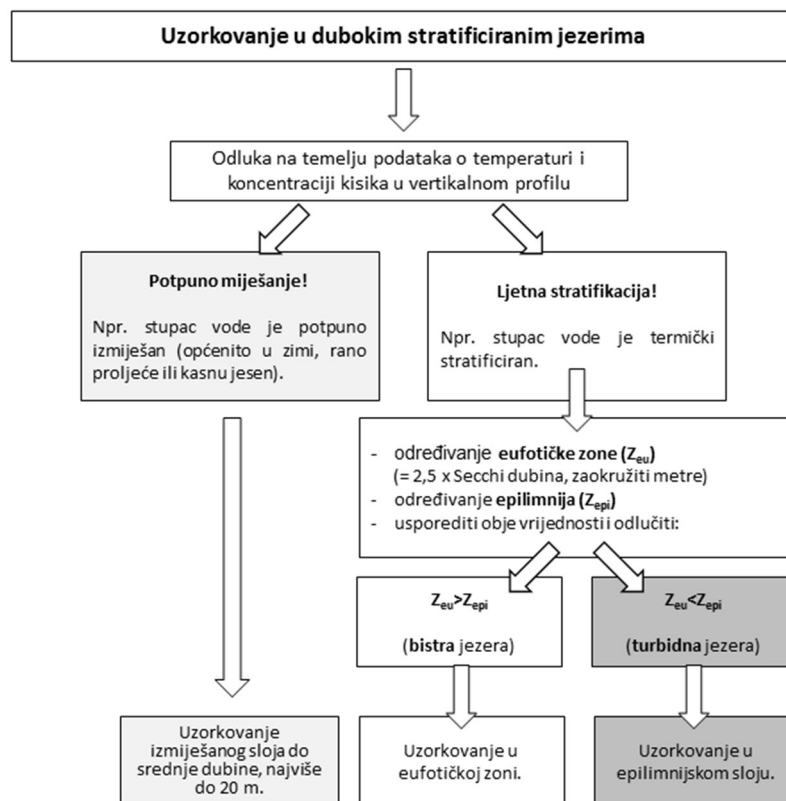 Uzorkovanje u dubokim stratificiranim jezerima
Odluka na temelju podataka o temperaturi i
koncentraciji kisika u vertikalnom profilu
Potpuno miješanje!
Npr. stupac vode je potpuno
izmiješan (općenito u zimi, rano
proljeće ili kasnu jesen).
Ljetna stratifikacija!
Npr. stupac vode je termički
stratificiran.
- određivanje eufotičke zone (Zeu)
(= 2,5 x Secchi dubina, zaokružiti metre)
- određivanje epilimnija (Zepi)
- usporediti obje vrijednosti i odlučiti:
Zeu>Zepi
(bistra jezera)
Zeu<Zepi
(turbidna jezera)
Uzorkovanje
izmiješanog sloja do
srednje dubine, najviše
do 20 m.
Uzorkovanje u
eufotičkoj zoni.
Uzorkovanje u
epilimnijskom sloju.